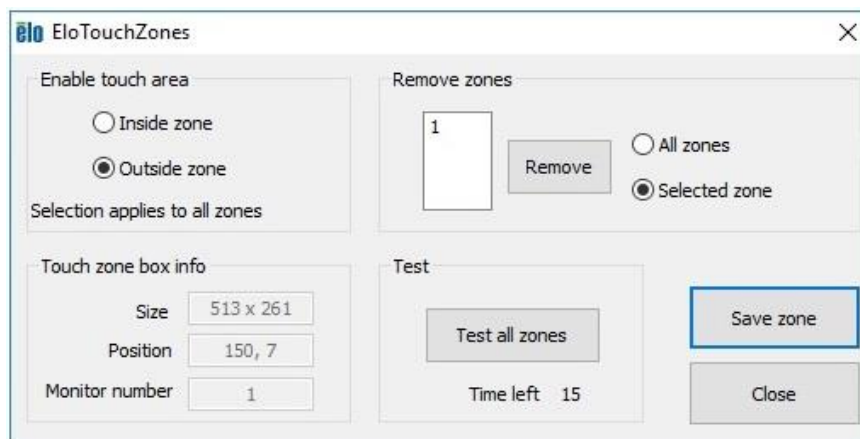 elo EloTouchZones
Enable touch area
Inside zone
Outside zone
Selection applies to all zones
Remove zones
1
Remove
All zones
Selected zone
Touch zone box info
Size 513 x 261
Position 150, 7
Monitor number 1
Test
Test all zones
Time left 15
Save zone
Close